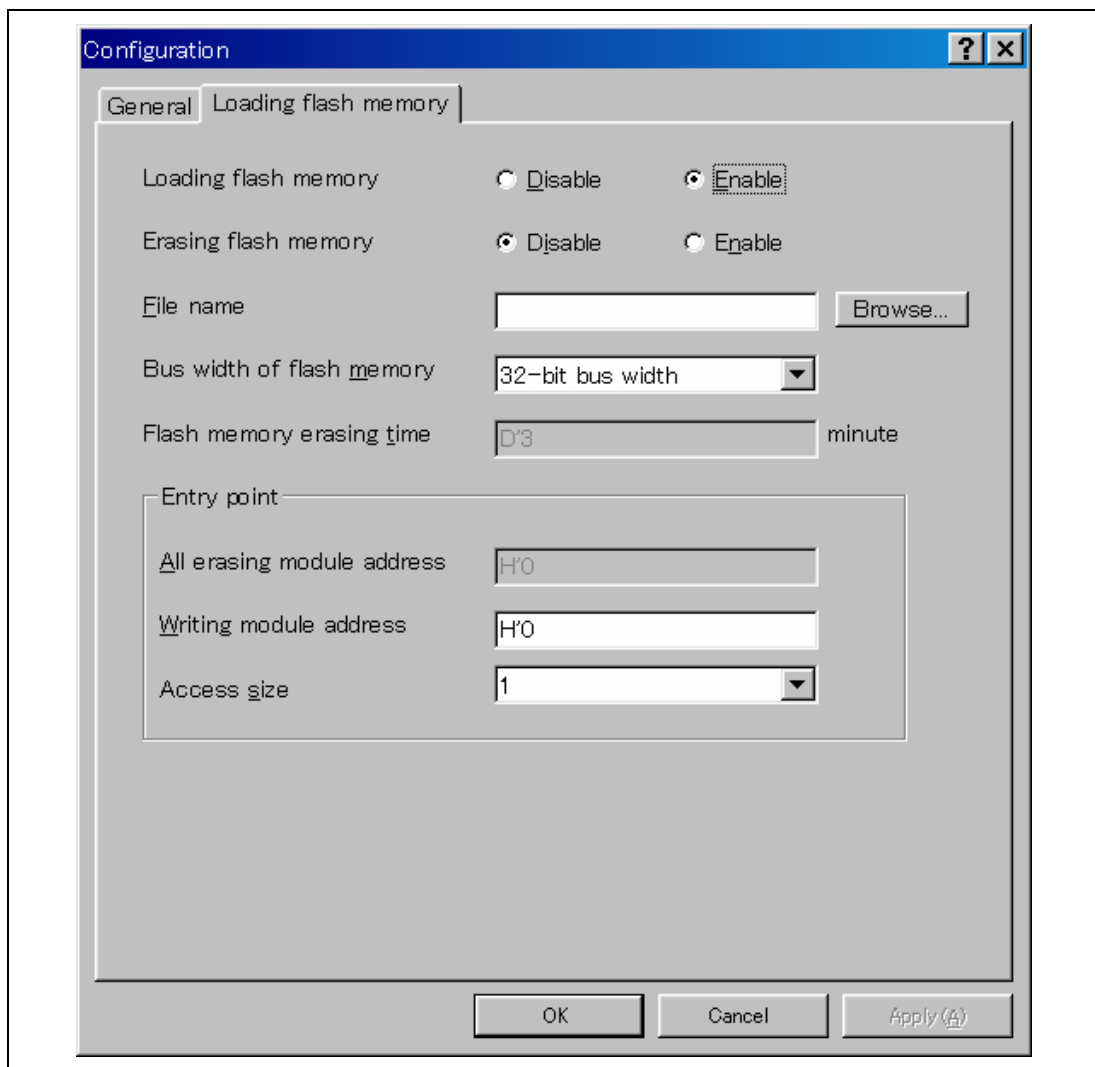 Configuration
General Loading flash memory
Loading flash memory Disable Enable
Erasing flash memory Disable Enable
File name Browse...
Bus width of flash memory 32-bit bus width
Flash memory erasing time D'3 minute
Entry point
All erasing module address H'0
Writing module address H'0
Access size 1
OK Cancel Apply(A)